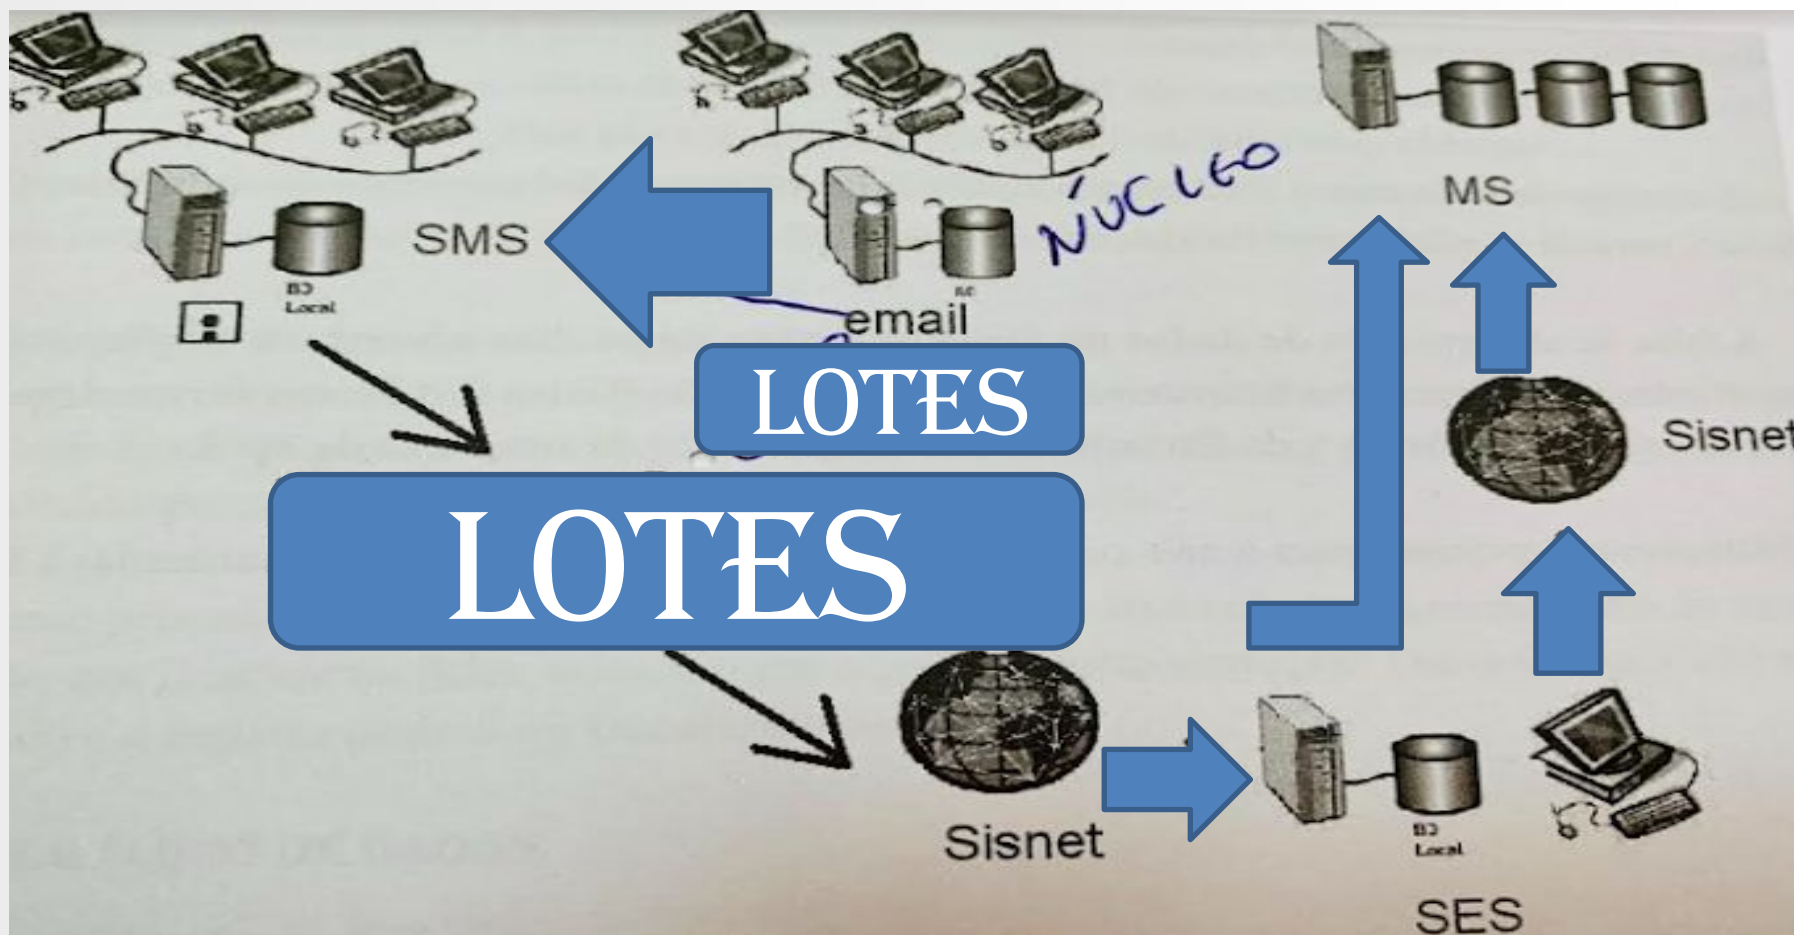 SMS
BD
Local
NÚCLEO
MS
email
LOTES
Sisnet
LOTES
Sisnet
BD
Local
SES